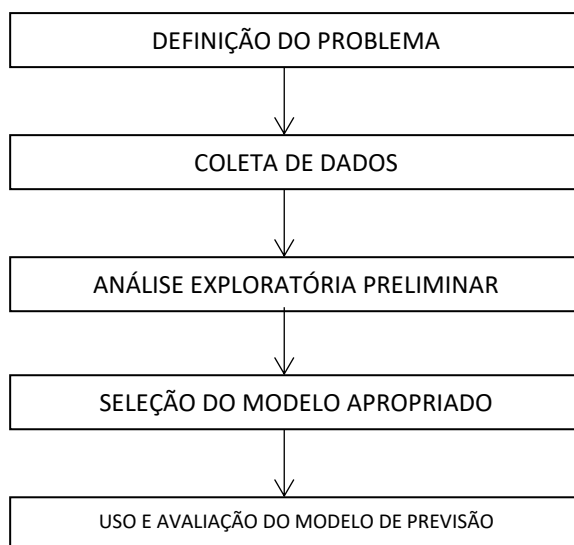 DEFINIÇÃO DO PROBLEMA
COLETA DE DADOS
ANÁLISE EXPLORATÓRIA PRELIMINAR
SELEÇÃO DO MODELO APROPRIADO
USO E AVALIAÇÃO DO MODELO DE PREVISÃO